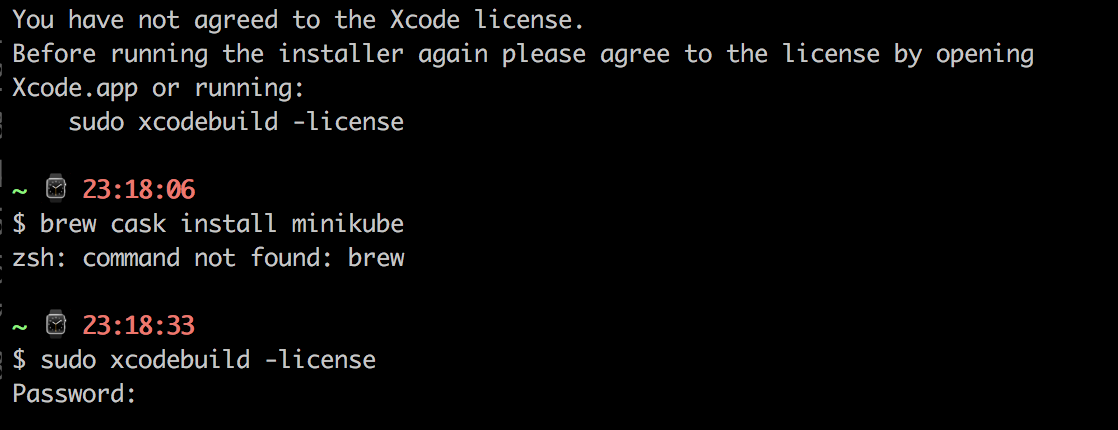 You have not agreed to the Xcode license.
Before running the installer again please agree to the license by opening
Xcode.app or running:
sudo xcodebuild -license
~ ⌚ 23:18:06
$ brew cask install minikube
zsh: command not found: brew
~ ⌚ 23:18:33
$ sudo xcodebuild -license
Password: